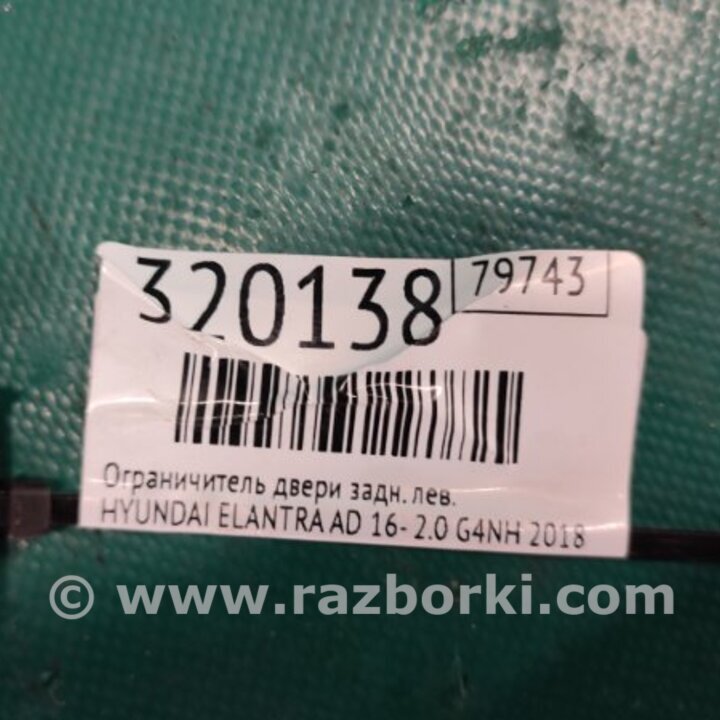 320138
79743
Ограничитель двери задн. лев.
HYUNDAI ELANTRA AD 16- 2.0 G4NH 2018
© www.razborki.com